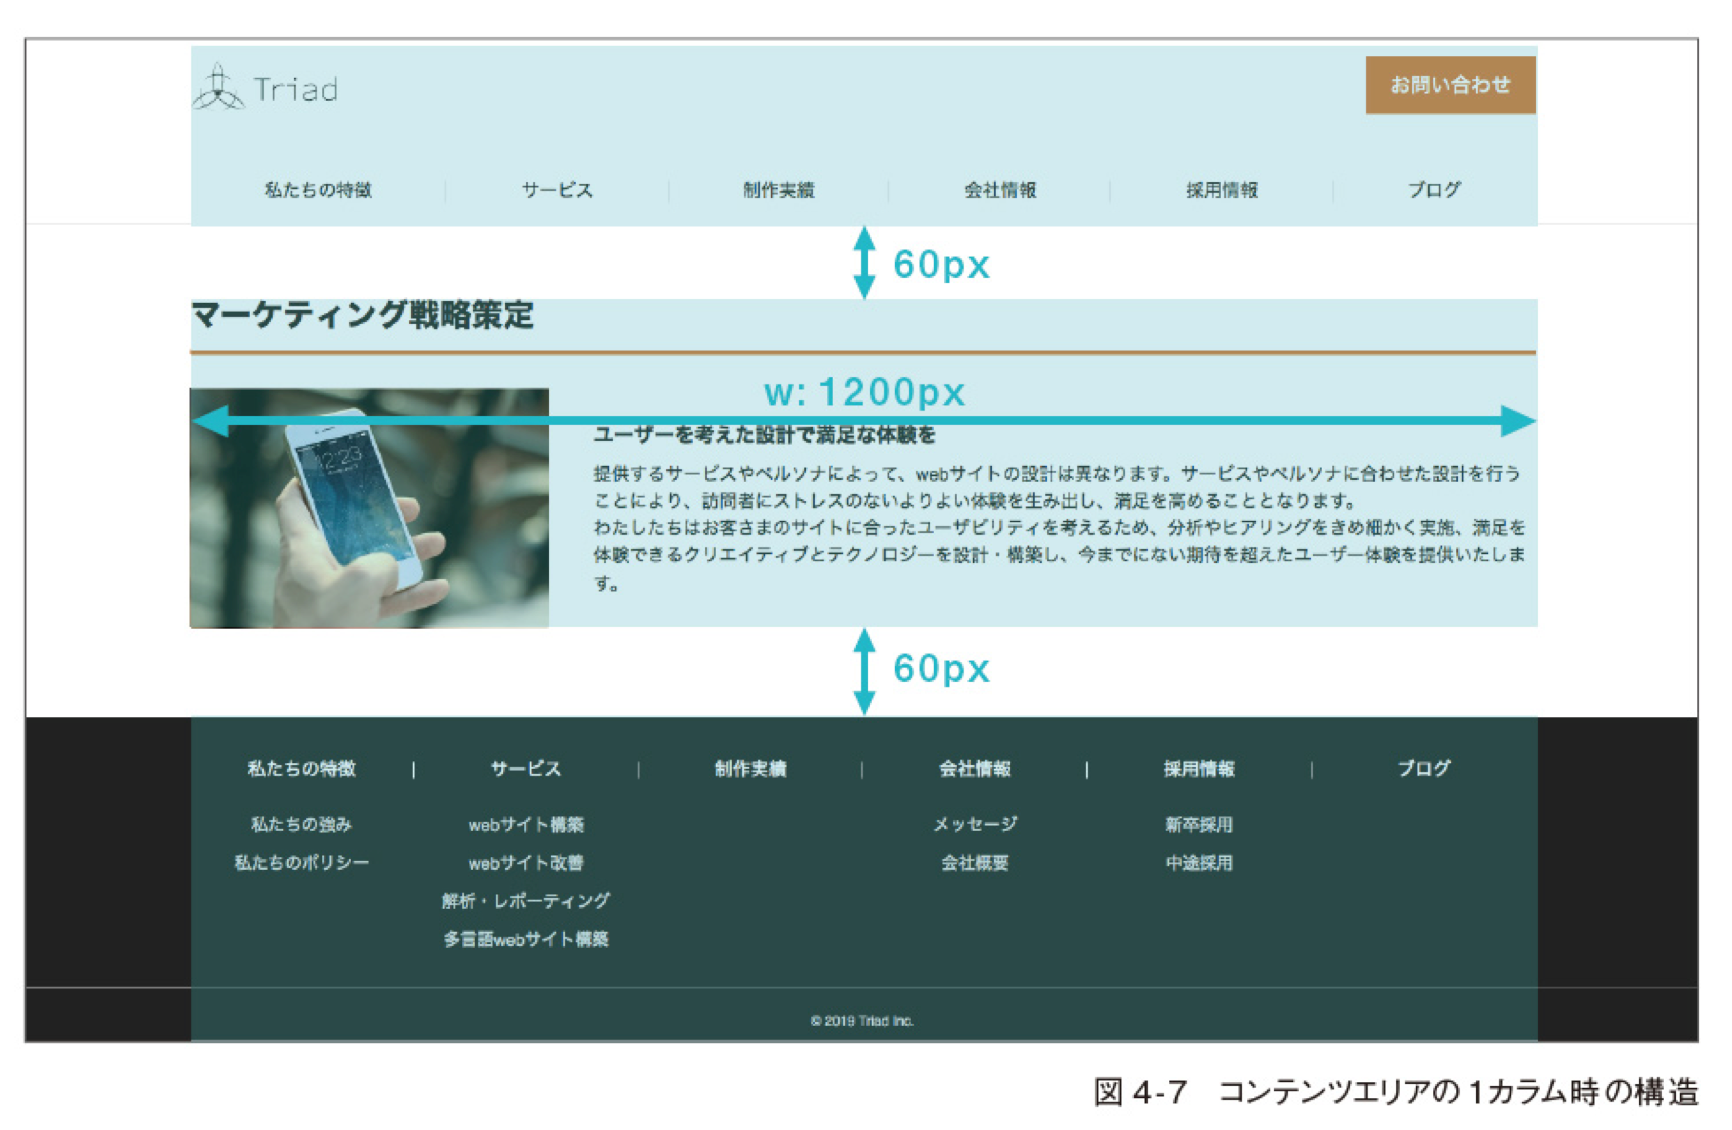 Triad
お問い合わせ
私たちの特徴 サービス 制作実績 会社情報 採用情報 ブログ
60px
マーケティング戦略策定
w: 1200px
12:23
ユーザーを考えた設計で満足な体験を
提供するサービスやペルソナによって、webサイトの設計は異なります。サービスやペルソナに合わせた設計を行う
ことにより、訪問者にストレスのないよりよい体験を生み出し、満足を高めることとなります。
わたしたちはお客さまのサイトに合ったユーザビリティを考えるため、分析やヒアリングをきめ細かく実施、満足を
体験できるクリエイティブとテクノロジーを設計・構築し、今までにない期待を超えたユーザー体験を提供いたしま
す。
60px
私たちの特徴 | サービス | 制作実績 | 会社情報 | 採用情報 | ブログ
私たちの強み webサイト構築 メッセージ 新卒採用
私たちのポリシー webサイト改善 会社概要 中途採用
解析・レポーティング
多言語webサイト構築
© 2019 Triad Inc.
図 4-7 コンテンツエリアの1カラム時の構造